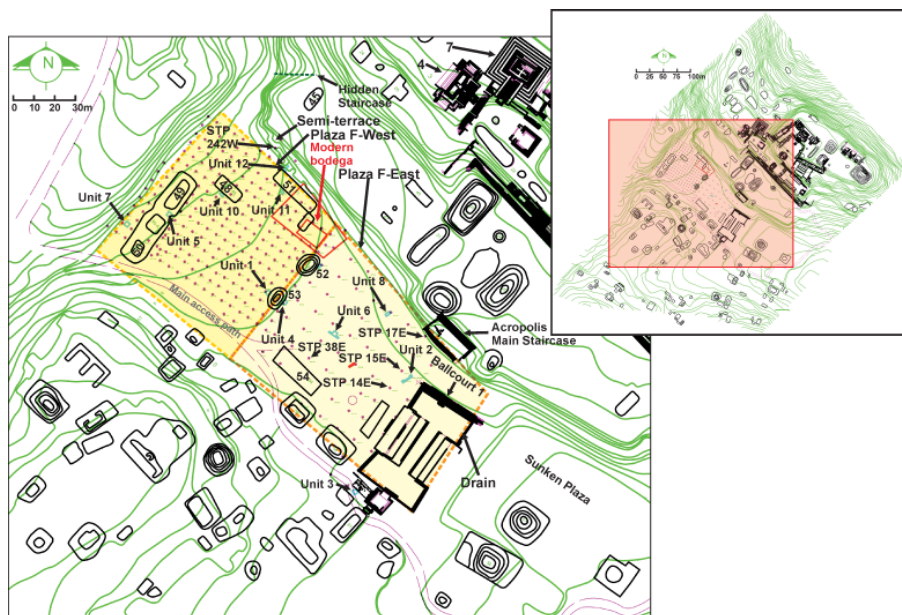 N
0 10 20 30m
7
4
Hidden
Staircase
45
Semi-terrace
STP
242W
Plaza F-West
Unit 12
Modern
bodega
Plaza F-East
51
48
49
Unit 7
Unit 10
Unit 11
Unit 5
50
52
Unit 1
53
Unit 8
Main access path
Unit 6
Unit 4
STP 17E
Acropolis
Main Staircase
STP 38E
Unit 2
STP 15E
54
STP 14E
Ballcourt 1
Unit 3
Drain
Sunken Plaza
N
0 25 50 75 100m